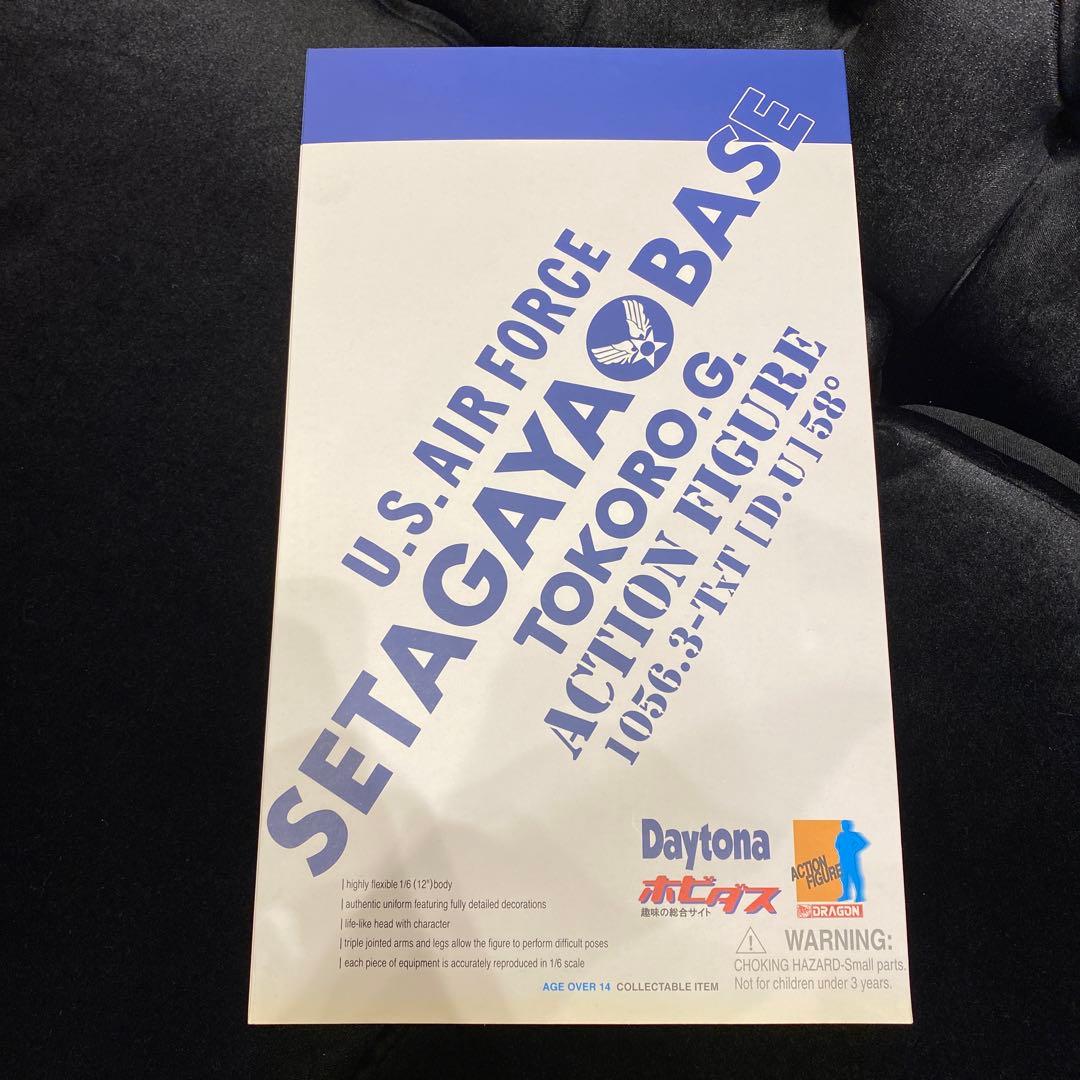 U.S. AIR FORCE
SETAGAYA BASE
TOKORO.G.
ACTION FIGURE
1056.3-TxT [D.U] 58°
Daytona
ホビダス
趣味の総合サイト
ACTION FIGURE
DRAGON
highly flexible 1/6 (12") body
authentic uniform featuring fully detailed decorations
life-like head with character
triple jointed arms and legs allow the figure to perform difficult poses
each piece of equipment is accurately reproduced in 1/6 scale
AGE OVER 14 COLLECTABLE ITEM
WARNING:
CHOKING HAZARD-Small parts.
Not for children under 3 years.